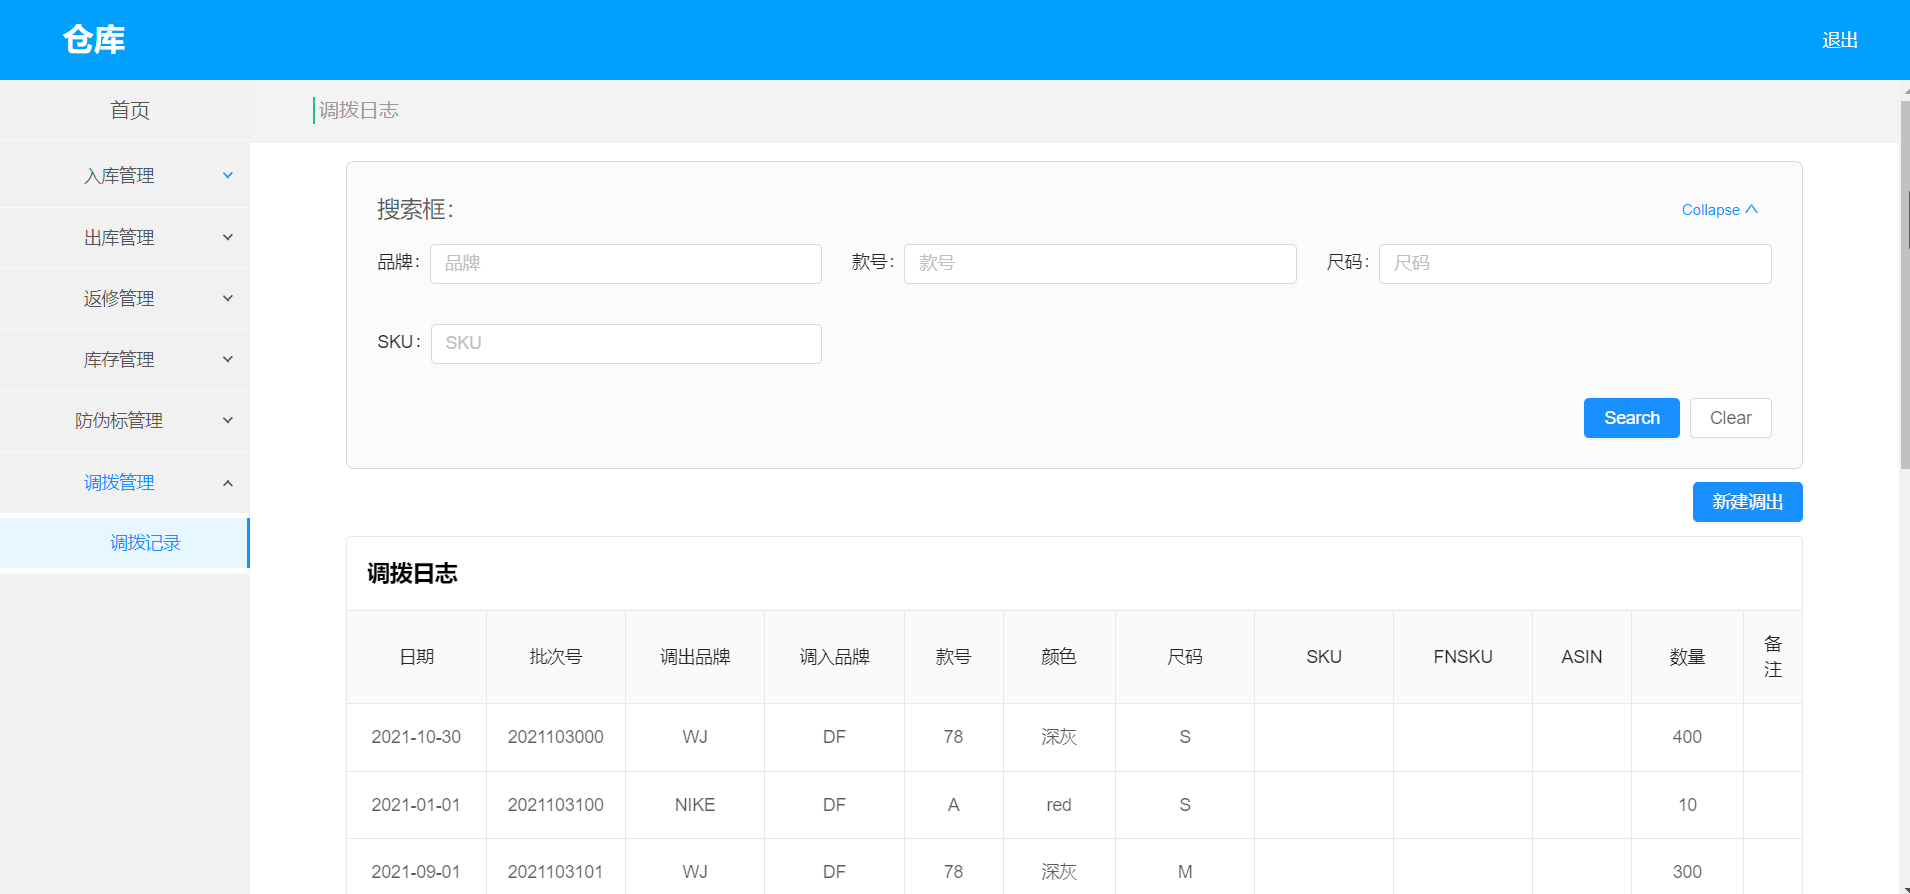 仓库
退出
首页
调拨日志
入库管理
出库管理
返修管理
库存管理
防伪标管理
调拨管理
调拨记录
搜索框：
Collapse
品牌： 品牌 款号： 款号 尺码： 尺码
SKU： SKU
Search Clear
新建调出
调拨日志
日期 批次号 调出品牌 调入品牌 款号 颜色 尺码 SKU FNSKU ASIN 数量 备注
2021-10-30 2021103000 WJ DF 78 深灰 S 400
2021-01-01 2021103100 NIKE DF A red S 10
2021-09-01 2021103101 WJ DF 78 深灰 M 300